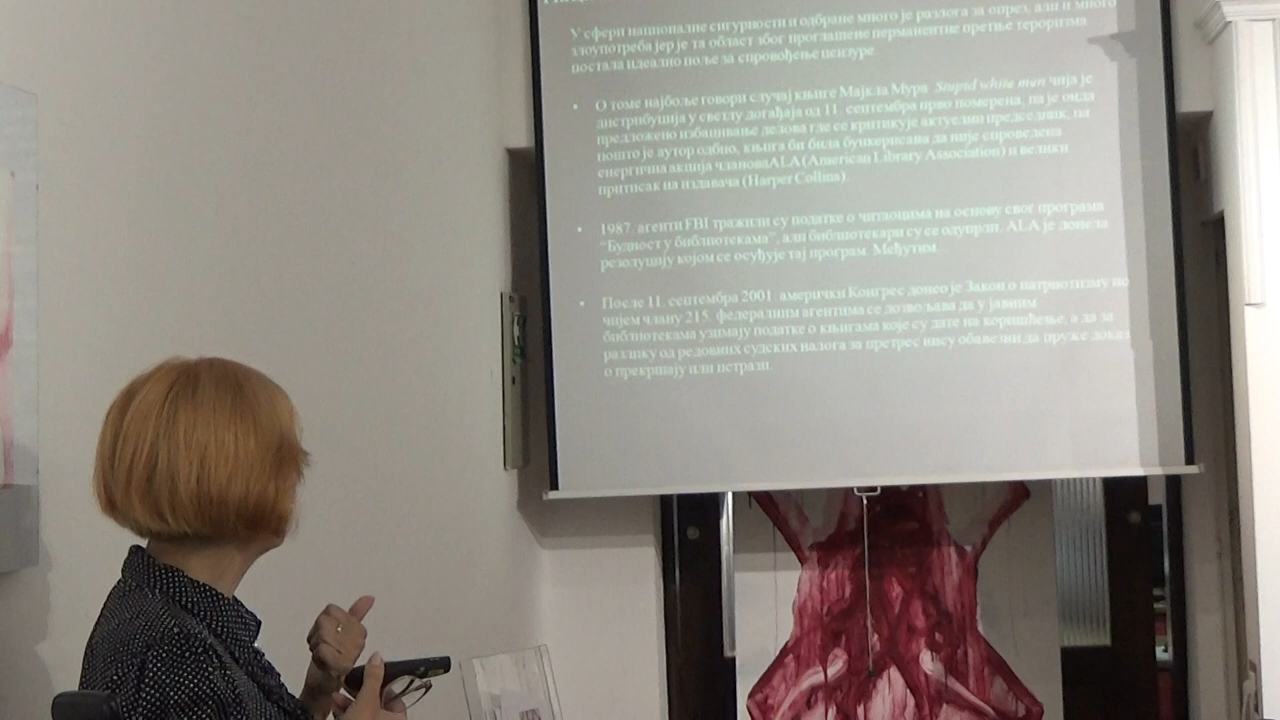 У сфери националне сигурности и одбране много је разлога за опрез, али и много
злоупотреба јер је та област због проглашене перманентне претње тероризма
постала идеално поље за спровођење цензуре.
• О томе најбоље говори случај књиге Мајкла Мура Stupid white man чија је
дистрибуција у светлу догађаја од 11. септембра прво померена, па је онда
предложено избацивање делова где се критикује актуелни председник, па
пошто је аутор одбио, књига би била бункерисана да није спроведена
енергична акција члановаALA (American Library Association) и велики
притисак на издавача (Harper Collins).
• 1987. агенти FBI тражили су податке о читаоцима на основу свог програма
“Будност у библиотекама”, али библиотекари су се одупрли. ALA је донела
резолуцију којом се осуђује тај програм. Међутим...
• После 11. септембра 2001. амерички Конгрес донео је Закон о патриотизму по
чијем члану 215. федералним агентима се дозвољава да у јавним
библиотекама узимају податке о књигама које су дате на коришћење, а да за
разлику од редовних судских налога за претрес нису обавезни да пруже доказ
о прекршају или истрази.